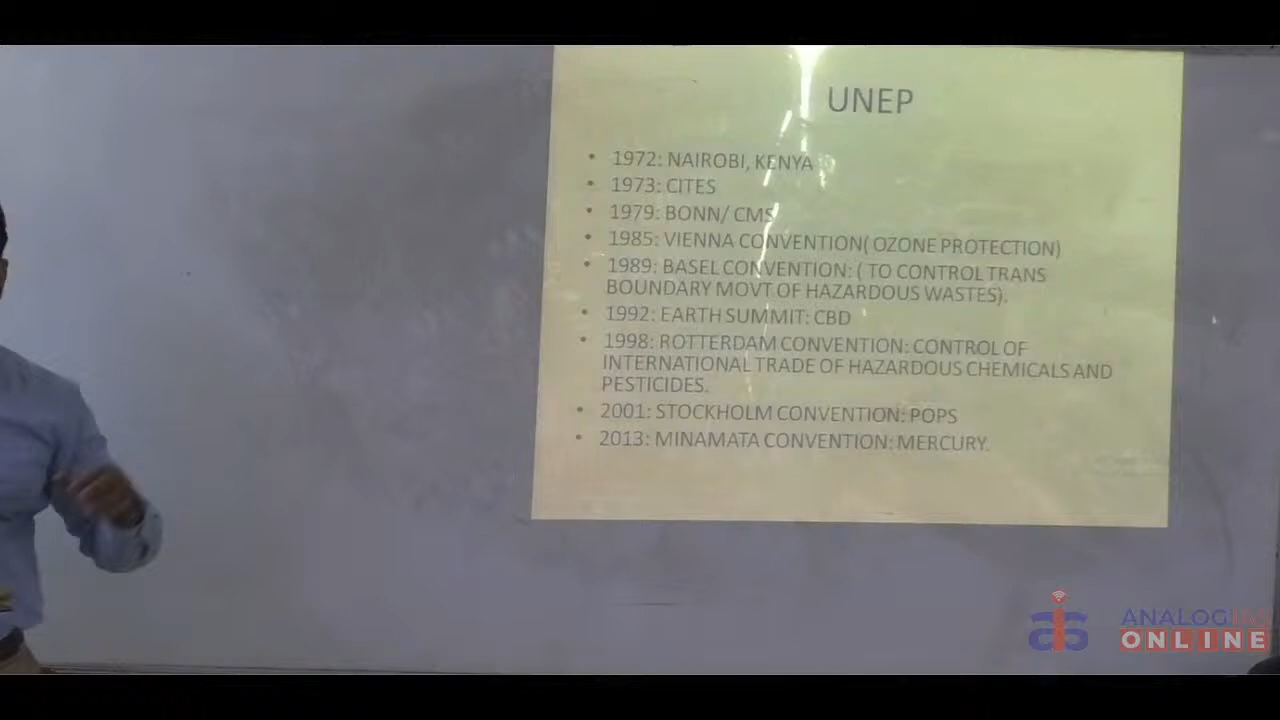 UNEP
• 1972: NAIROBI, KENYA
• 1973: CITES
• 1979: BONN/ CMS
• 1985: VIENNA CONVENTION( OZONE PROTECTION)
• 1989: BASEL CONVENTION: ( TO CONTROL TRANS
BOUNDARY MOVT OF HAZARDOUS WASTES).
• 1992: EARTH SUMMIT: CBD
• 1998: ROTTERDAM CONVENTION: CONTROL OF
INTERNATIONAL TRADE OF HAZARDOUS CHEMICALS AND
PESTICIDES.
• 2001: STOCKHOLM CONVENTION: POPS
• 2013: MINAMATA CONVENTION: MERCURY.
ONLINE